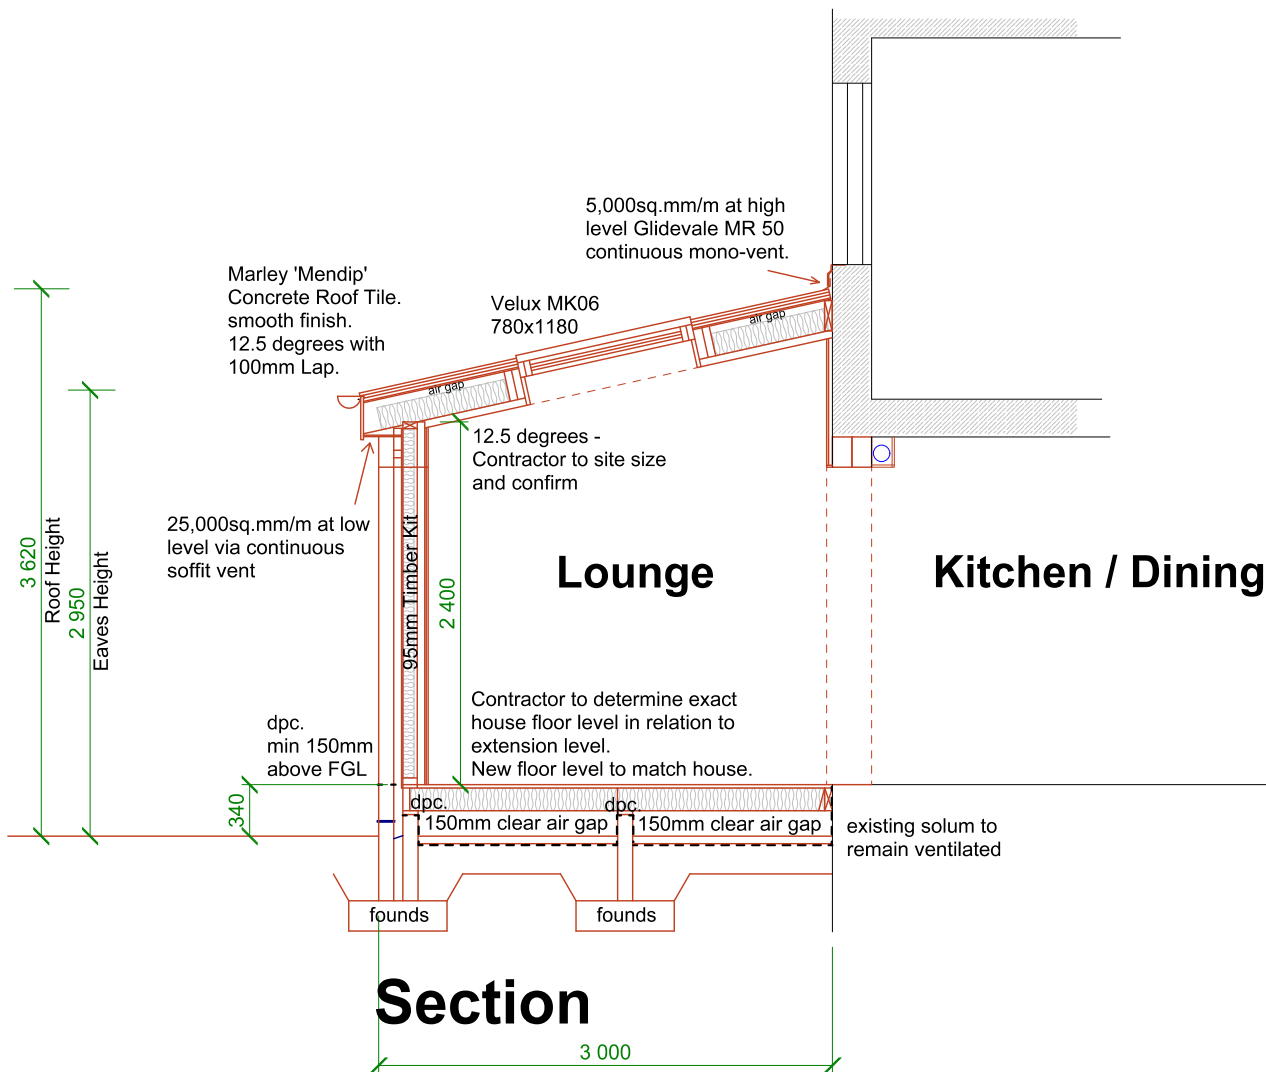 5,000sq.mm/m at high
level Glidevale MR 50
continuous mono-vent.
Marley 'Mendip'
Concrete Roof Tile.
smooth finish.
12.5 degrees with
100mm Lap.
Velux MK06
780x1180
air gap
air gap
12.5 degrees -
Contractor to site size
and confirm
25,000sq.mm/m at low
level via continuous
soffit vent
3 620
Roof Height
2 950
Eaves Height
95mm Timber Kit
2 400
Lounge
Kitchen / Dining
Contractor to determine exact
house floor level in relation to
extension level.
New floor level to match house.
dpc.
min 150mm
above FGL
340
dpc.
dpc.
150mm clear air gap
150mm clear air gap
existing solum to
remain ventilated
founds
founds
Section
3 000